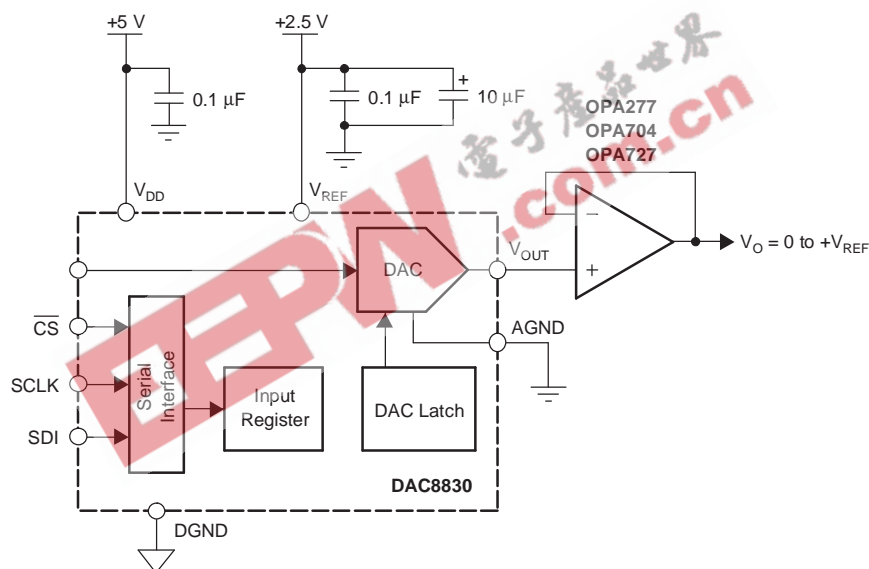 +5 V
+2.5 V
0.1 μF
0.1 μF
+
10 μF
OPA277
OPA704
OPA727
電子產品世界
.com.cn
EEPW
VDD
VREF
VOUT
DAC
−
+
VO = 0 to +VREF
CS
SCLK
SDI
Serial
Interface
Input
Register
DAC Latch
AGND
DAC8830
DGND